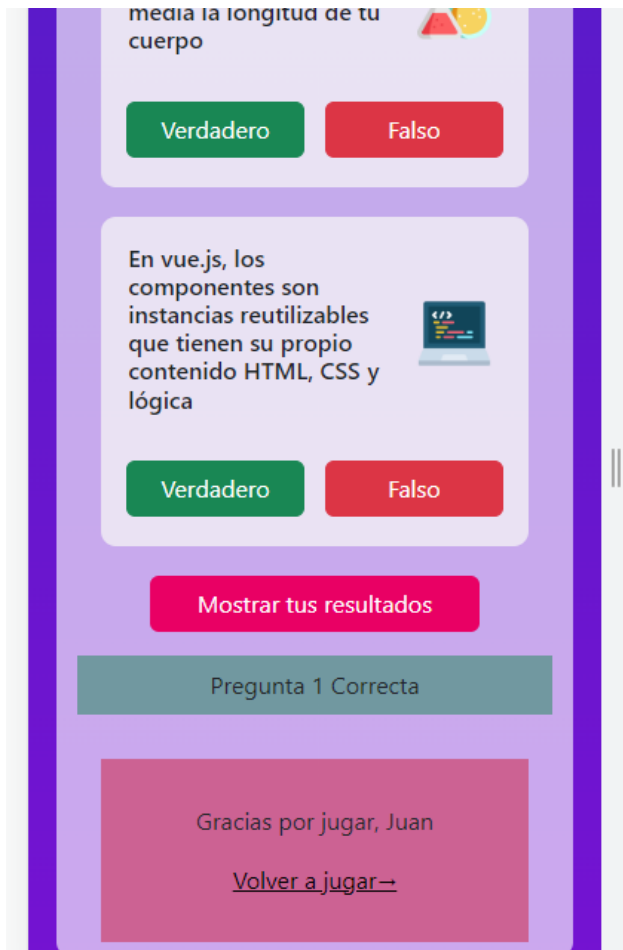 media la longitud de tu
cuerpo
Verdadero
Falso
En vue.js, los
componentes son
instancias reutilizables
que tienen su propio
contenido HTML, CSS y
lógica
Verdadero
Falso
Mostrar tus resultados
Pregunta 1 Correcta
Gracias por jugar, Juan
Volver a jugar→